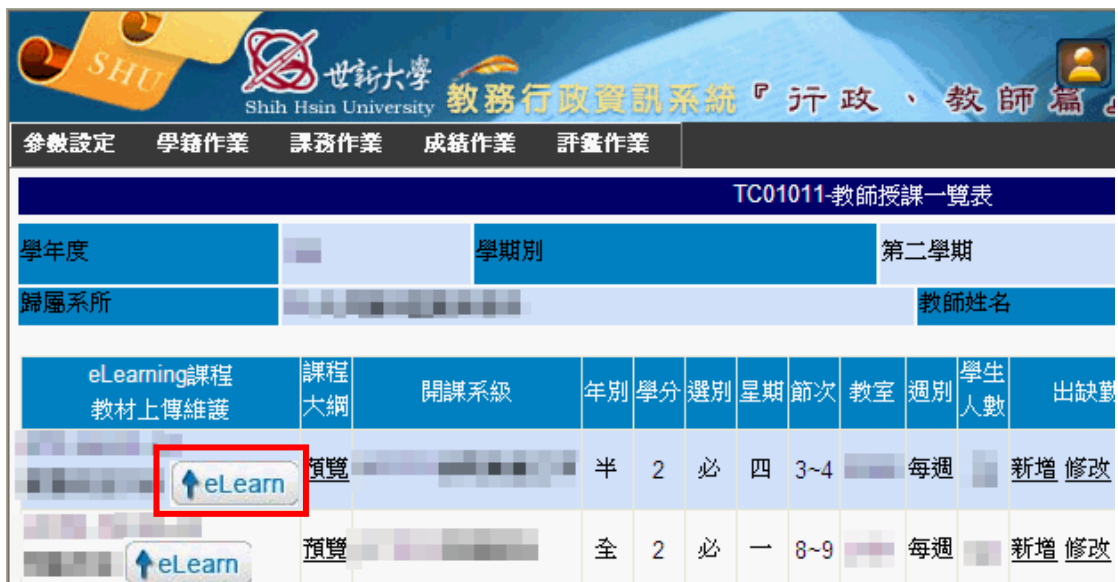 SHU
世新大學
Shih Hsin University
教務行政資訊系統『行政、教師篇』
參數設定 學籍作業 課務作業 成績作業 評鑑作業
TC01011-教師授課一覽表
學年度 學期別 第二學期
歸屬系所 教師姓名
eLearning課程
教材上傳維護
課程
大綱
開課系級 年別 學分 選別 星期 節次 教室 週別
學生
人數
出缺勤
eLearn 預覽 半 2 必 四 3~4 每週 新增 修改
eLearn 預覽 全 2 必 一 8~9 每週 新增 修改